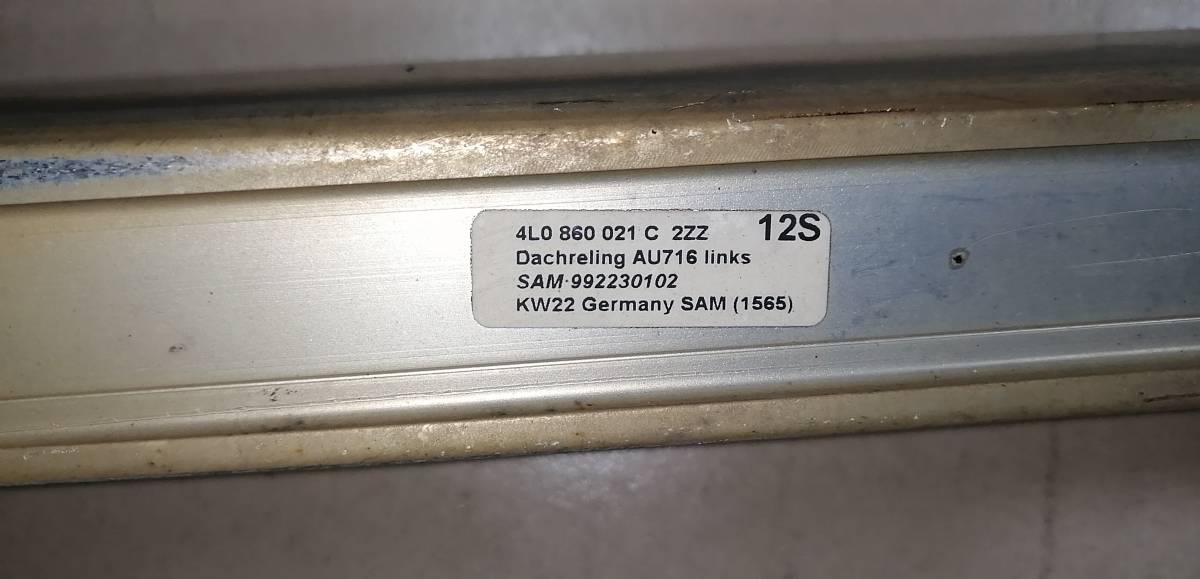 4L0 860 021 C 2ZZ 12S
Dachreling AU716 links
SAM·992230102
KW22 Germany SAM (1565)